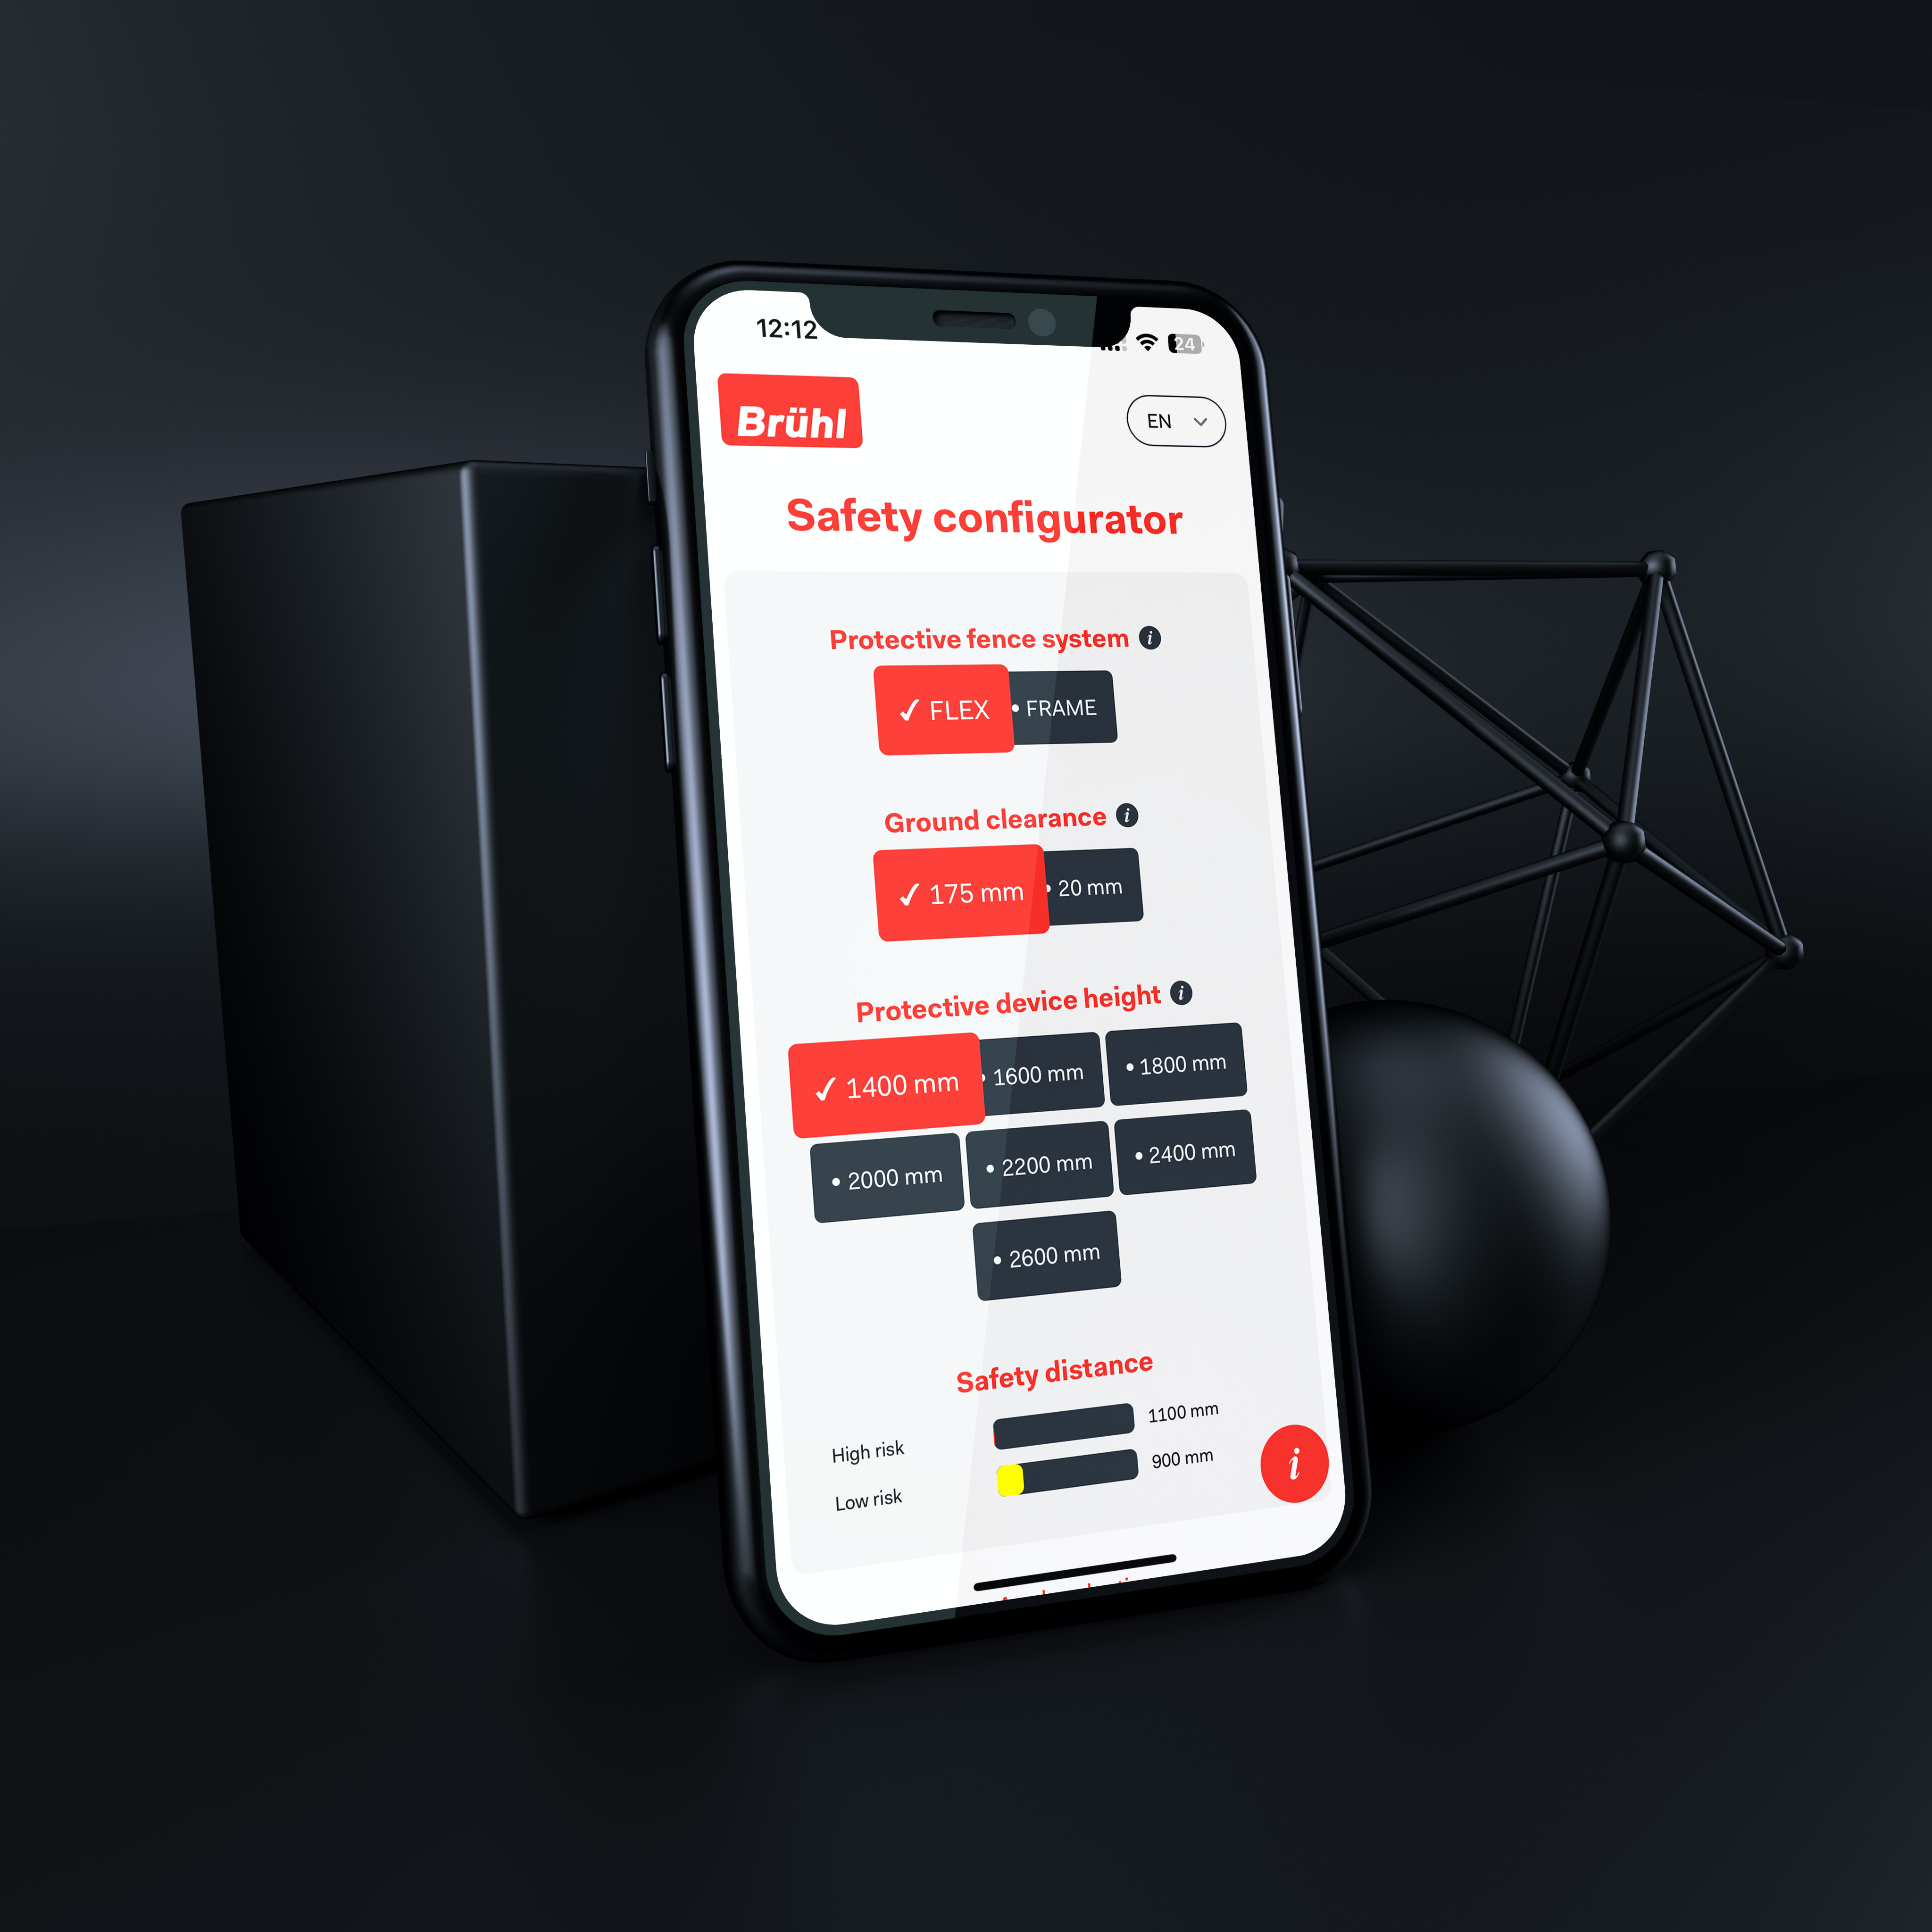 12:12
24
Brühl
EN
Safety configurator
Protective fence system i
✓ FLEX • FRAME
Ground clearance i
✓ 175 mm • 20 mm
Protective device height i
✓ 1400 mm • 1600 mm • 1800 mm
• 2000 mm • 2200 mm • 2400 mm
• 2600 mm
Safety distance
High risk 1100 mm
Low risk 900 mm
i